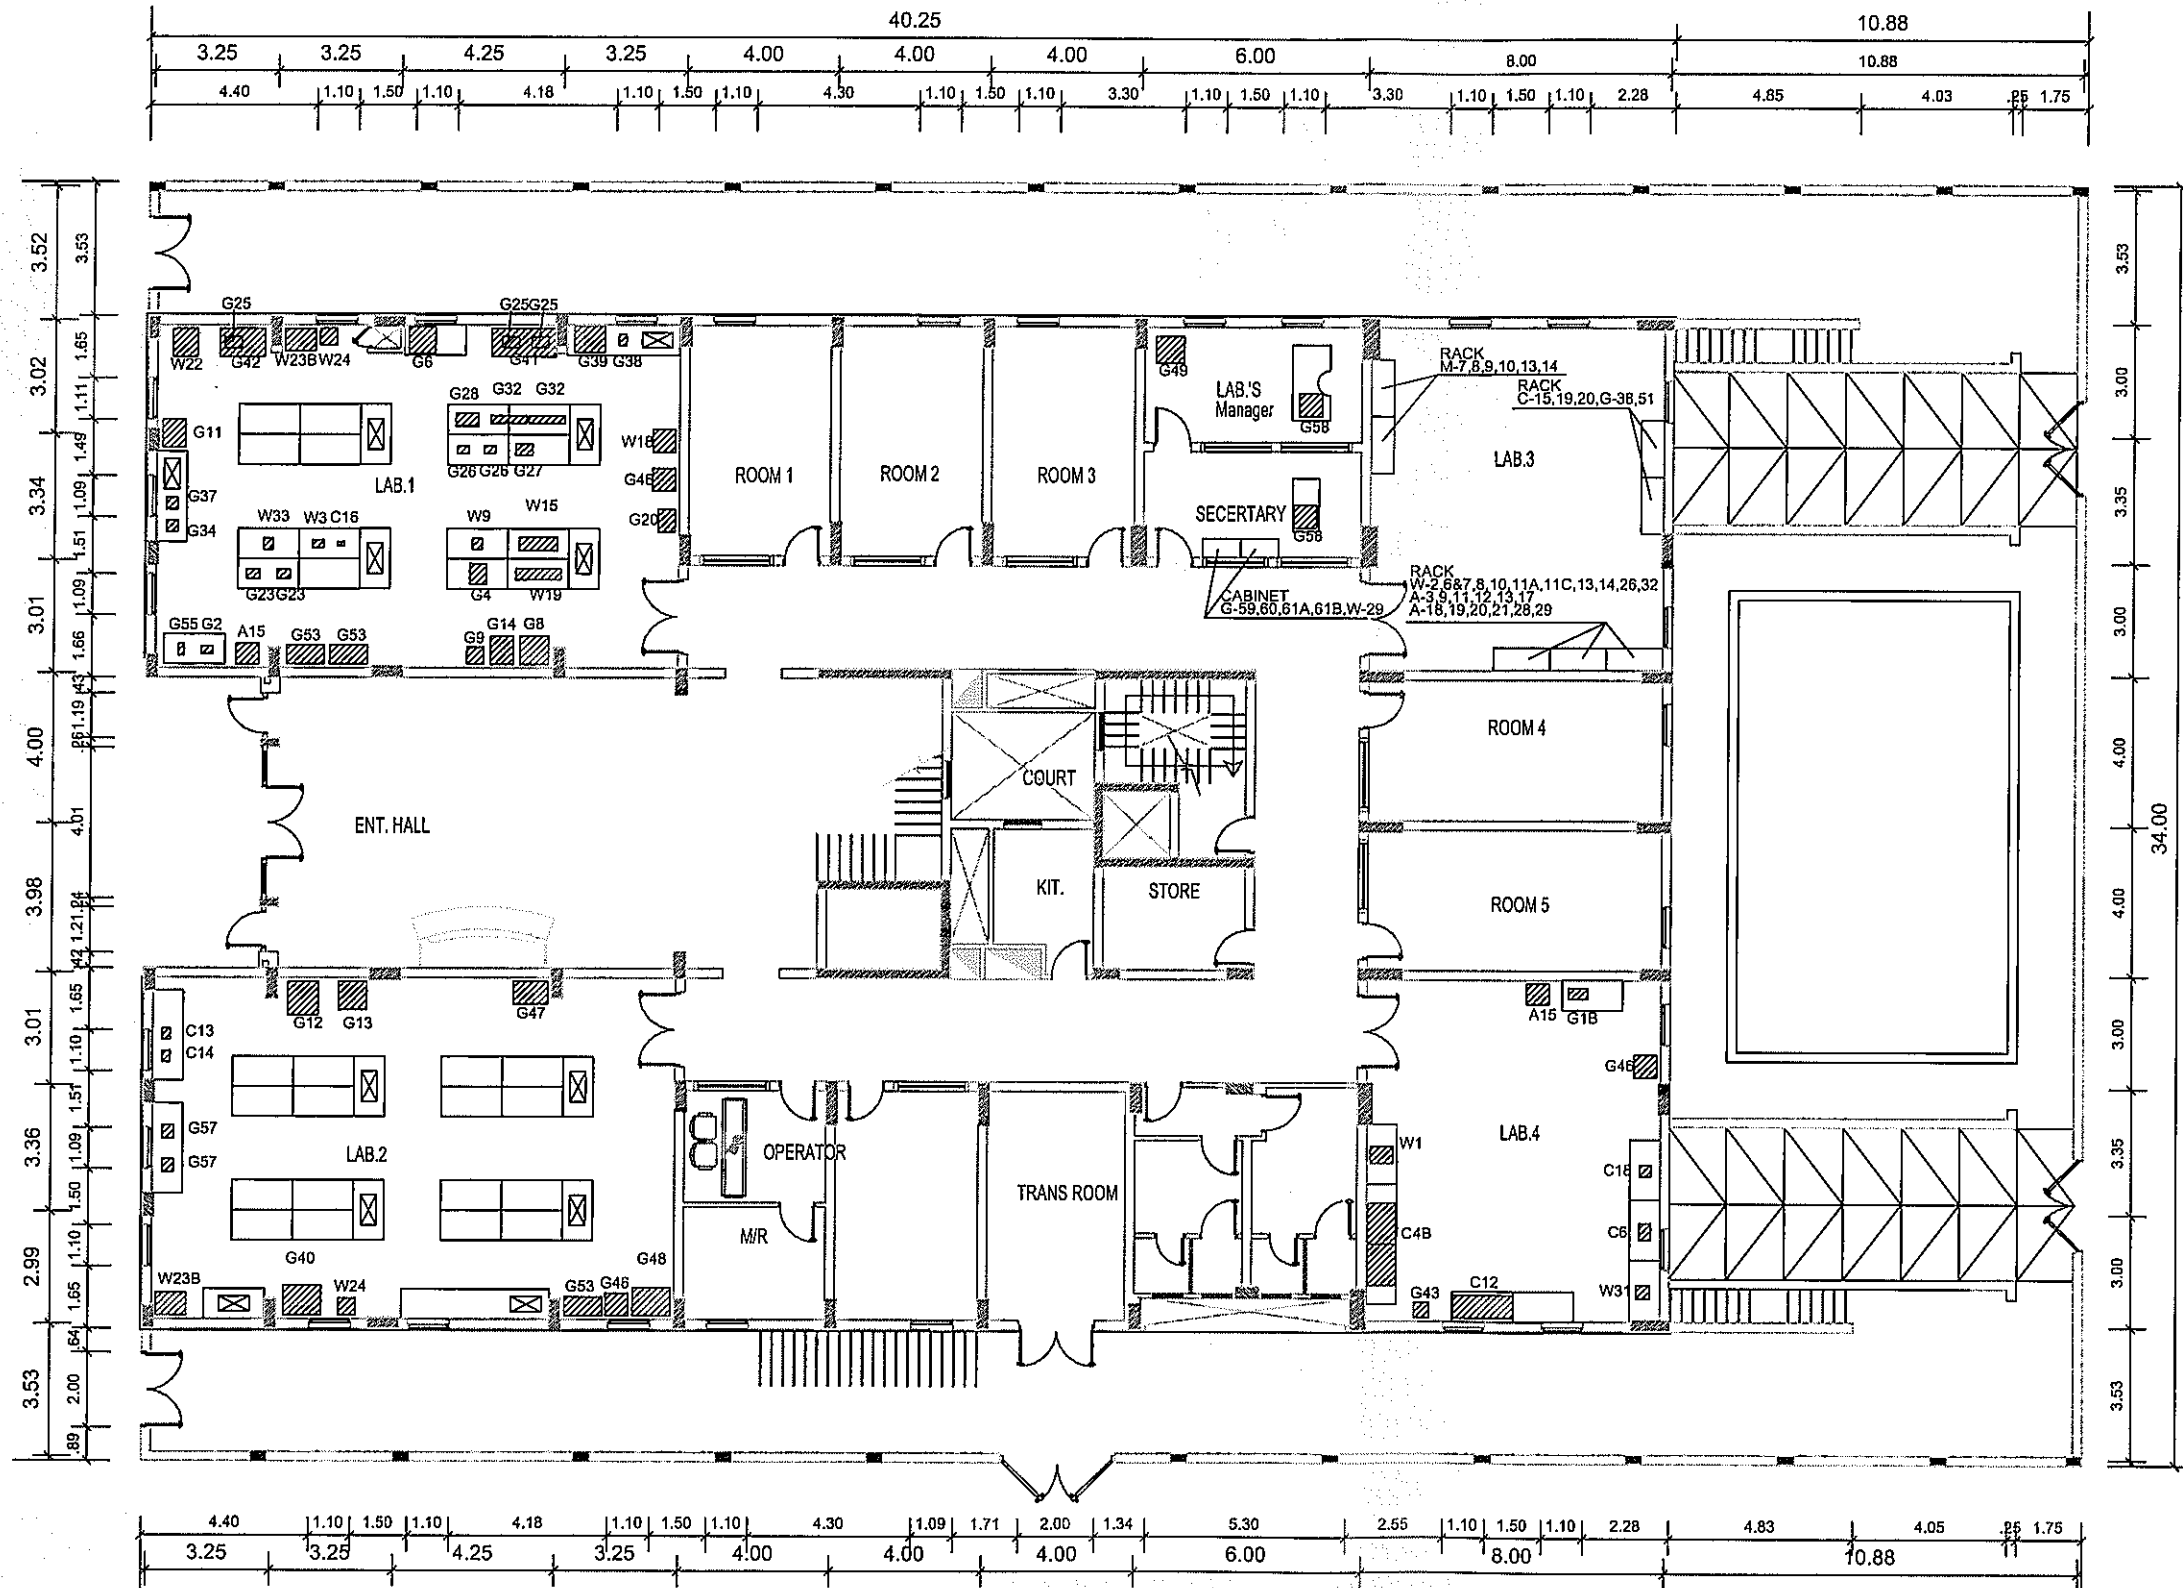 40.25 10.88
3.25 3.25 4.25 3.25 4.00 4.00 4.00 6.00 8.00 10.88
4.40 1.10 1.50 1.10 4.18 1.10 1.50 1.10 4.30 1.10 1.50 1.10 3.30 1.10 1.50 1.10 3.30 1.10 1.50 1.10 2.28 4.85 4.03 .25 1.75
3.52 3.02 3.34 3.01 4.00 3.98 3.01 3.36 2.99 3.53
3.53 1.65 1.11 1.49 1.09 1.51 1.09 1.66 .43 1.19 .26 4.01 .24 1.21 .42 1.65 1.10 1.51 1.09 1.50 1.10 1.65 .64 2.00 .89
G25 G25 G25
W22 G42 W23B W24 G6 G41 G39 G38
G28 G32 G32
G11
G26 G26 G27
W18
G46
G20
LAB.1
G37
G34
W33 W3 C16 W9 W15
G23 G23 G4 W19
G55 G2 A15 G53 G53 G9 G14 G8
ROOM 1
ROOM 2
ROOM 3
G49
LAB.'S
Manager
G58
SECERTARY
G58
CABINET
G-59,60,61A,61B,W-29
RACK
M-7,8,9,10,13,14
RACK
C-15,19,20,G-36,51
LAB.3
RACK
W-2,6&7,8,10,11A,11C,13,14,26,32
A-3,9,11,12,13,17
A-18,19,20,21,28,29
ENT. HALL
COURT
KIT.
STORE
ROOM 4
ROOM 5
G12 G13 G47
C13
C14
G57
G57
LAB.2
G40
W23B W24 G53 G46 G48
OPERATOR
M/R
TRANS ROOM
A15 G1B
G46
LAB.4
W1
C4B
C18
C6
W31
G43 C12
3.53 3.00 3.35 3.00 4.00 4.00 3.00 3.35 3.00 3.53
34.00
4.40 1.10 1.50 1.10 4.18 1.10 1.50 1.10 4.30 1.09 1.71 2.00 1.34 5.30 2.55 1.10 1.50 1.10 2.28 4.83 4.05 .25 1.75
3.25 3.25 4.25 3.25 4.00 4.00 4.00 6.00 8.00 10.88